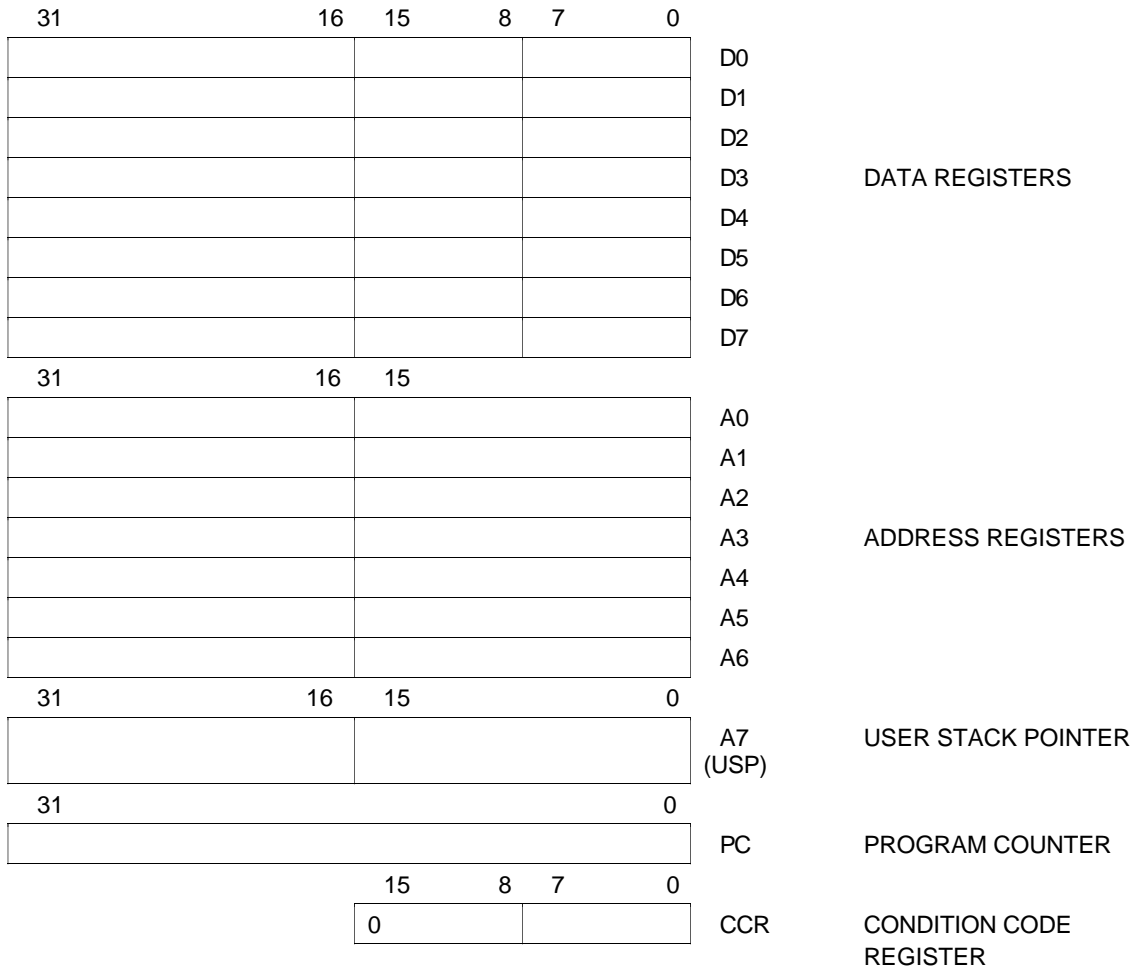 31 16 15 8 7 0
D0
D1
D2
D3 DATA REGISTERS
D4
D5
D6
D7
31 16 15
A0
A1
A2
A3 ADDRESS REGISTERS
A4
A5
A6
31 16 15 0
A7 USER STACK POINTER
(USP)
31 0
PC PROGRAM COUNTER
15 8 7 0
0 CCR CONDITION CODE
REGISTER